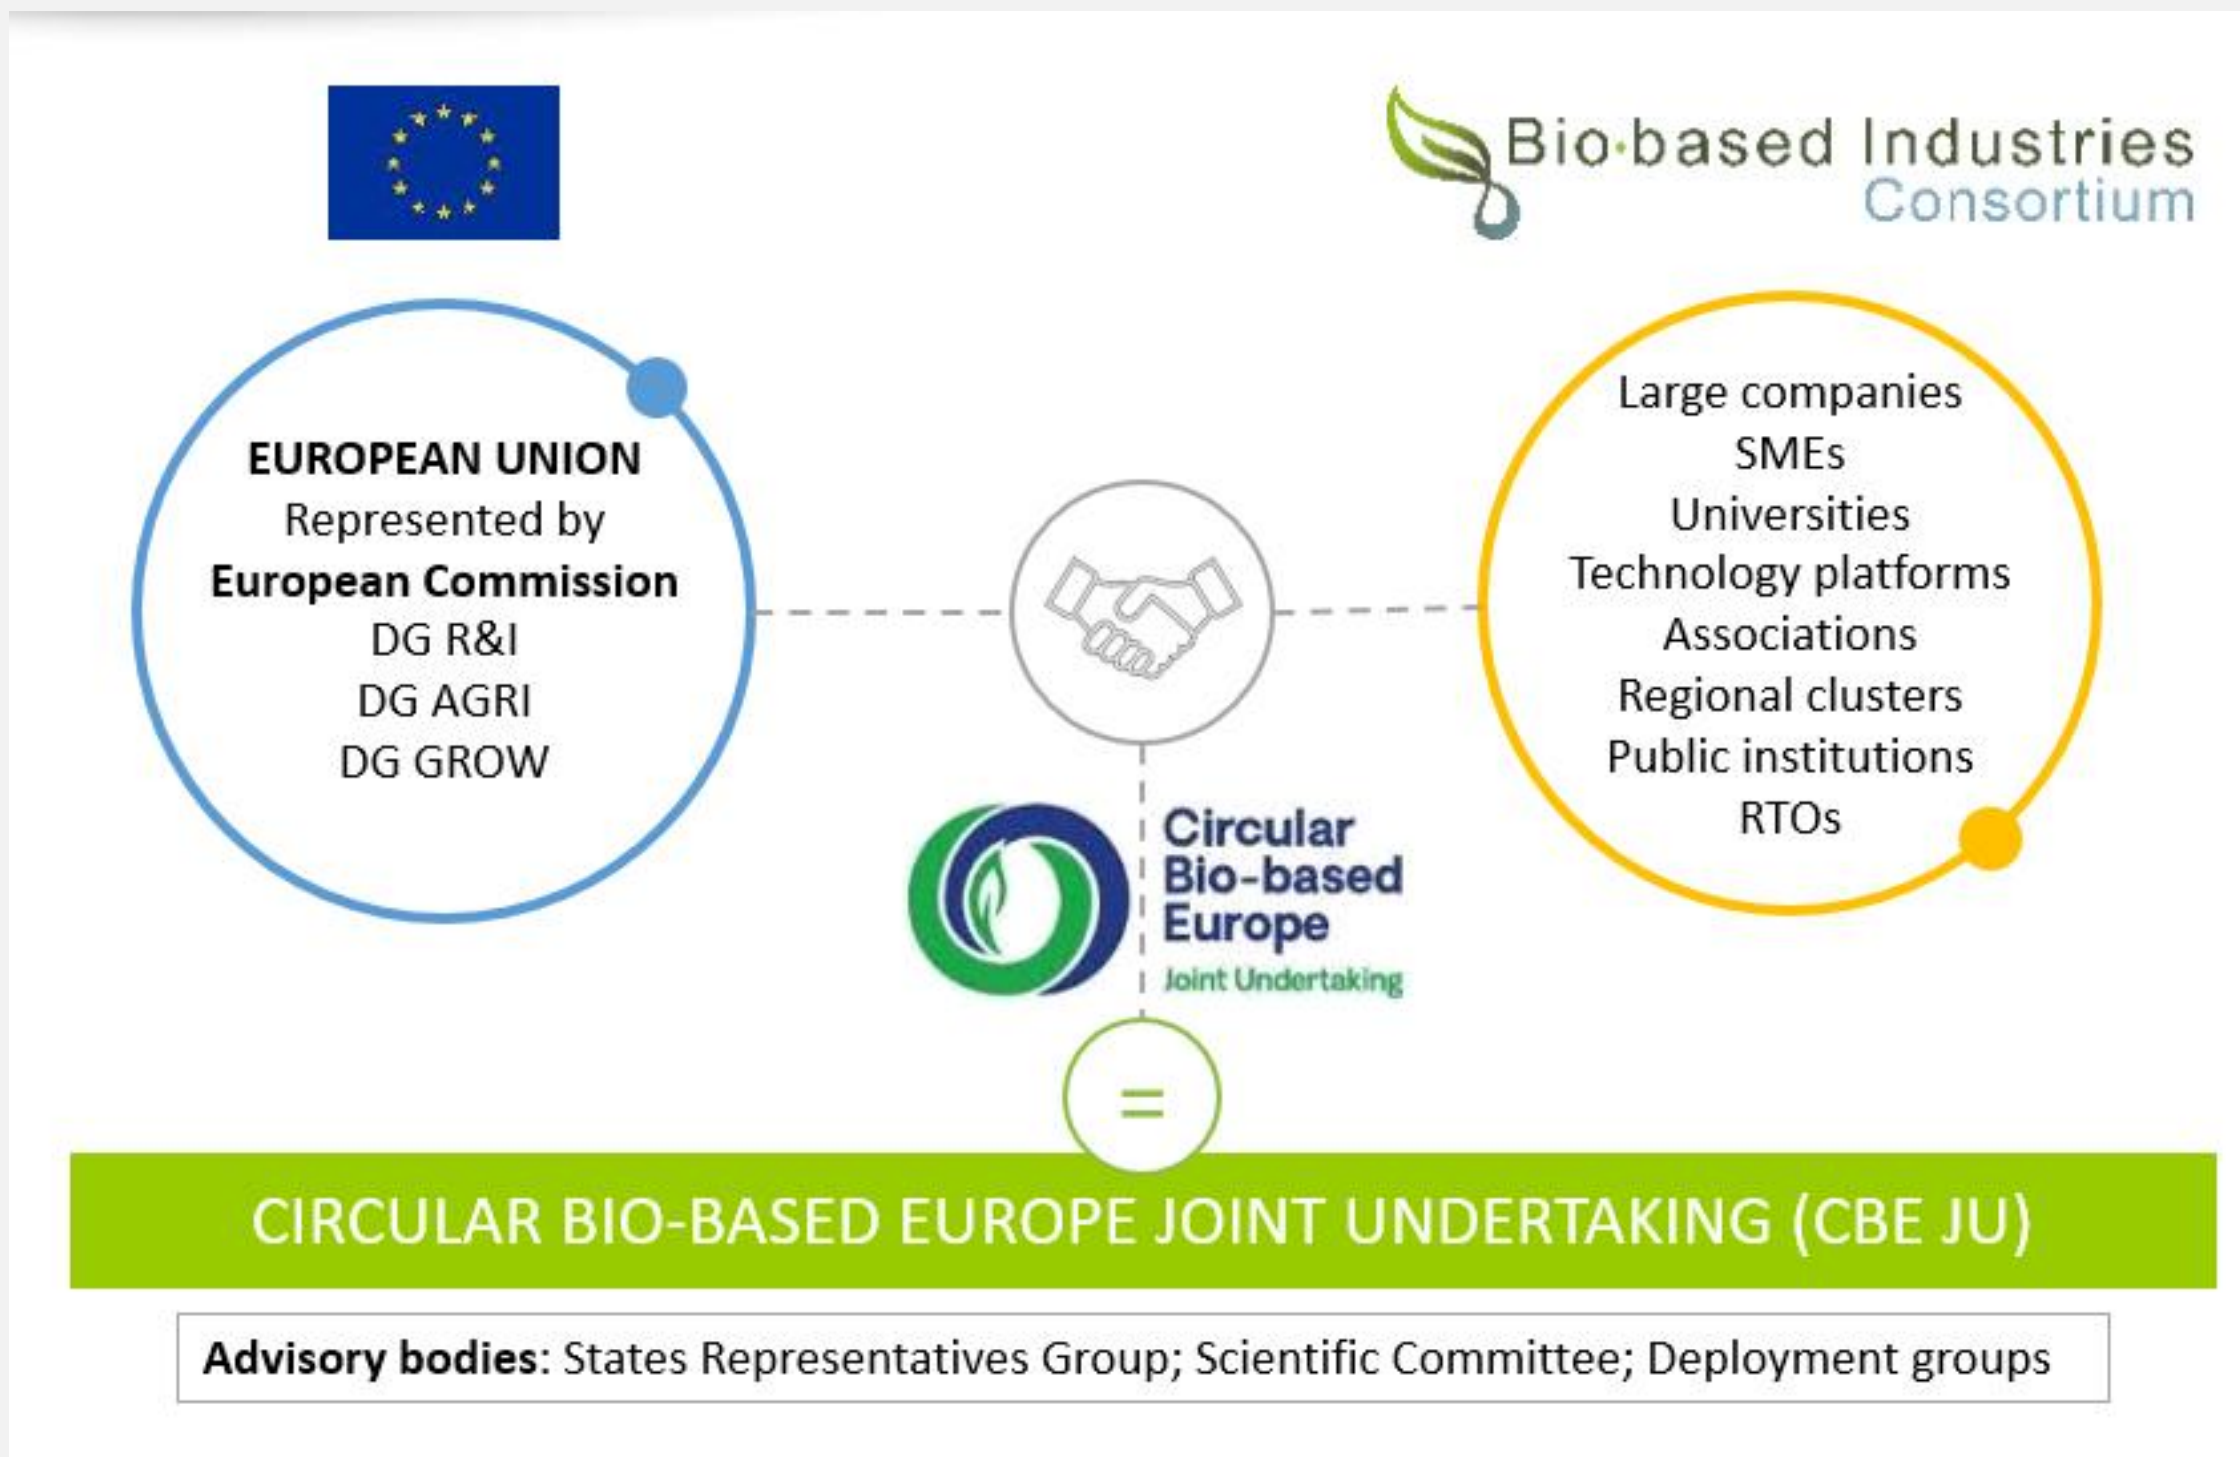 Bio·based Industries
Consortium
EUROPEAN UNION
Represented by
European Commission
DG R&I
DG AGRI
DG GROW
Large companies
SMEs
Universities
Technology platforms
Associations
Regional clusters
Public institutions
RTOs
Circular
Bio-based
Europe
Joint Undertaking
=
CIRCULAR BIO-BASED EUROPE JOINT UNDERTAKING (CBE JU)
Advisory bodies: States Representatives Group; Scientific Committee; Deployment groups